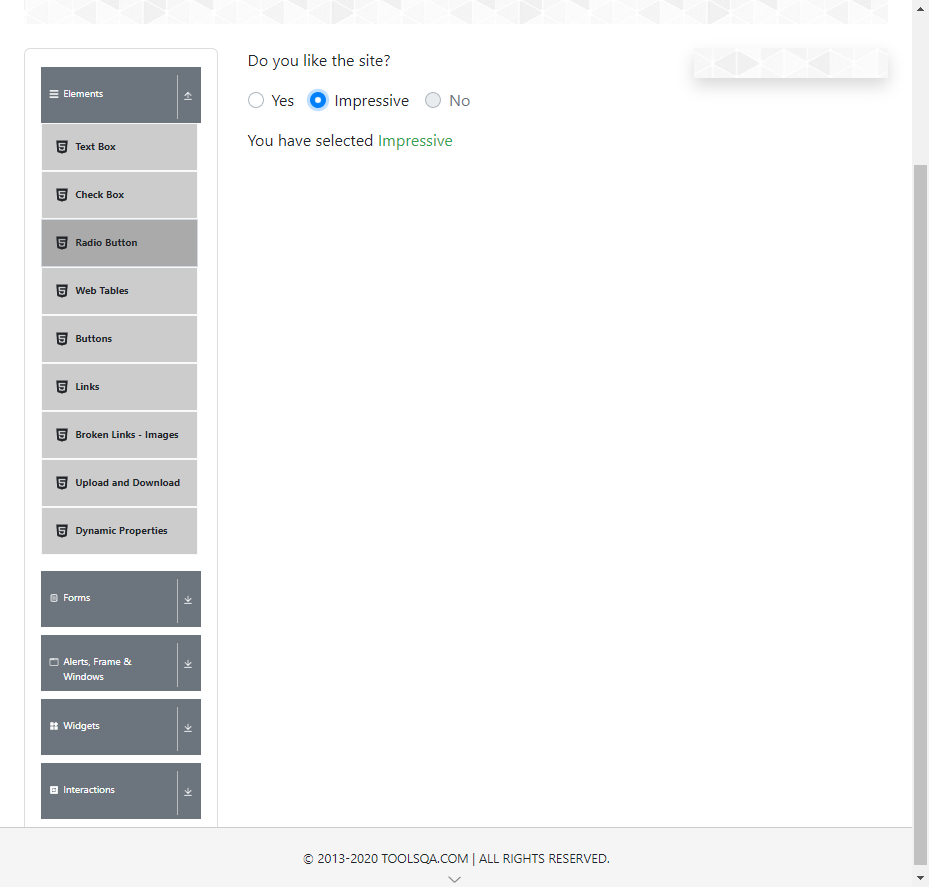 Elements
Text Box
Check Box
Radio Button
Web Tables
Buttons
Links
Broken Links - Images
Upload and Download
Dynamic Properties
Forms
Alerts, Frame &
Windows
Widgets
Interactions
Do you like the site?
Yes Impressive No
You have selected Impressive
© 2013-2020 TOOLSQA.COM | ALL RIGHTS RESERVED.